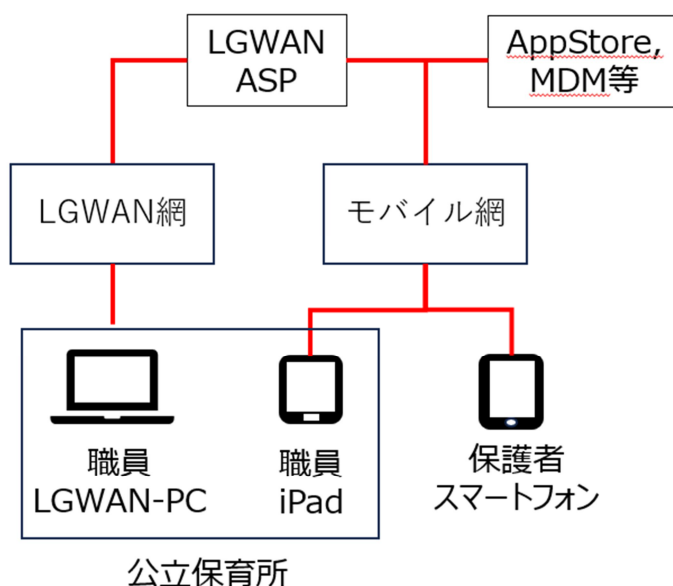 LGWAN
ASP
AppStore,
MDM等
LGWAN網
モバイル網
職員
LGWAN-PC
職員
iPad
保護者
スマートフォン
公立保育所